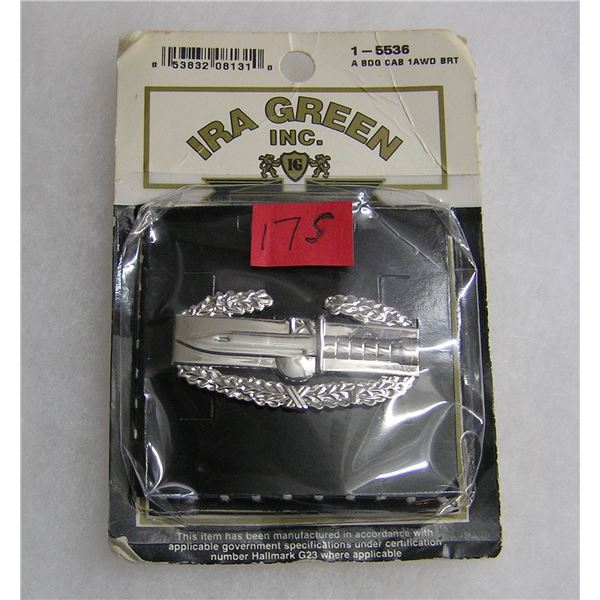 1-5536
A BDG CAB 1AWD BRT
0 53832 08131 8
IRA GREEN
INC.
IG
175
This item has been manufactured in accordance with
applicable government specifications under certification
number Hallmark G23 where applicable